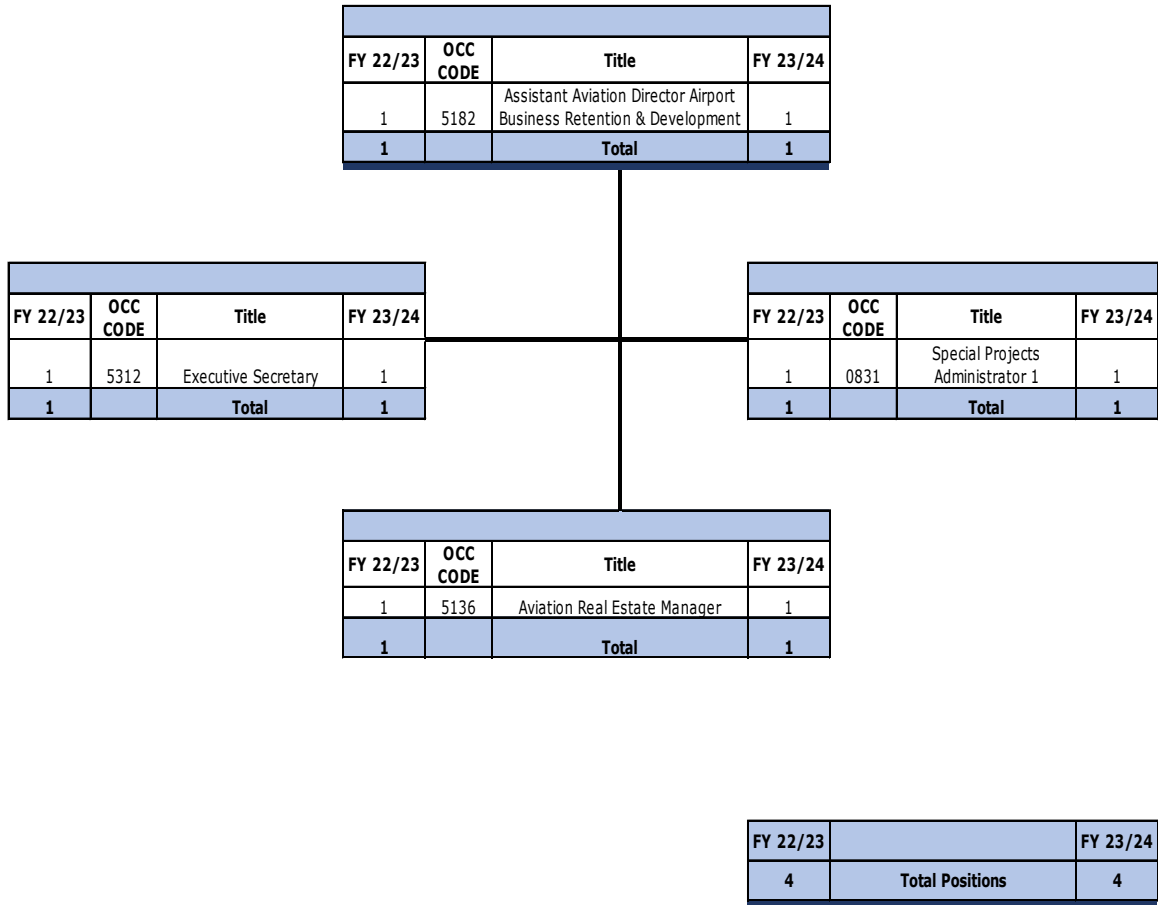 FY 22/23 OCC CODE Title FY 23/24
Assistant Aviation Director Airport
1 5182 Business Retention & Development 1
1 Total 1
FY 22/23 OCC CODE Title FY 23/24
1 5312 Executive Secretary 1
1 Total 1
FY 22/23 OCC CODE Title FY 23/24
Special Projects
1 0831 Administrator 1 1
1 Total 1
FY 22/23 OCC CODE Title FY 23/24
1 5136 Aviation Real Estate Manager 1
1 Total 1
FY 22/23 FY 23/24
4 Total Positions 4